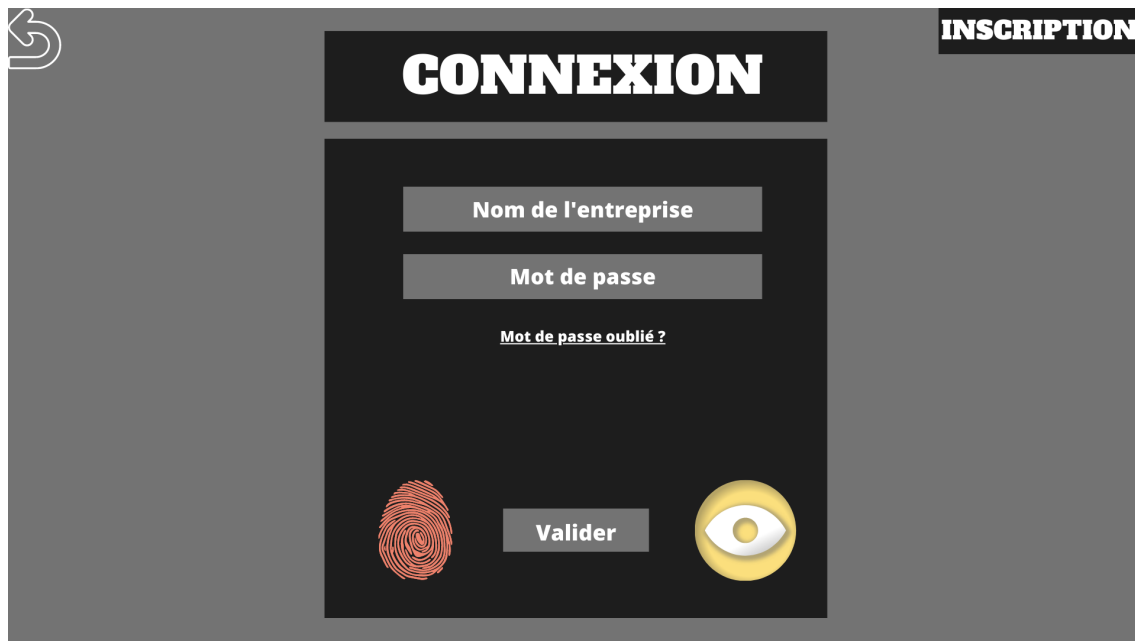 INSCRIPTION
CONNEXION
Nom de l'entreprise
Mot de passe
Mot de passe oublié ?
Valider